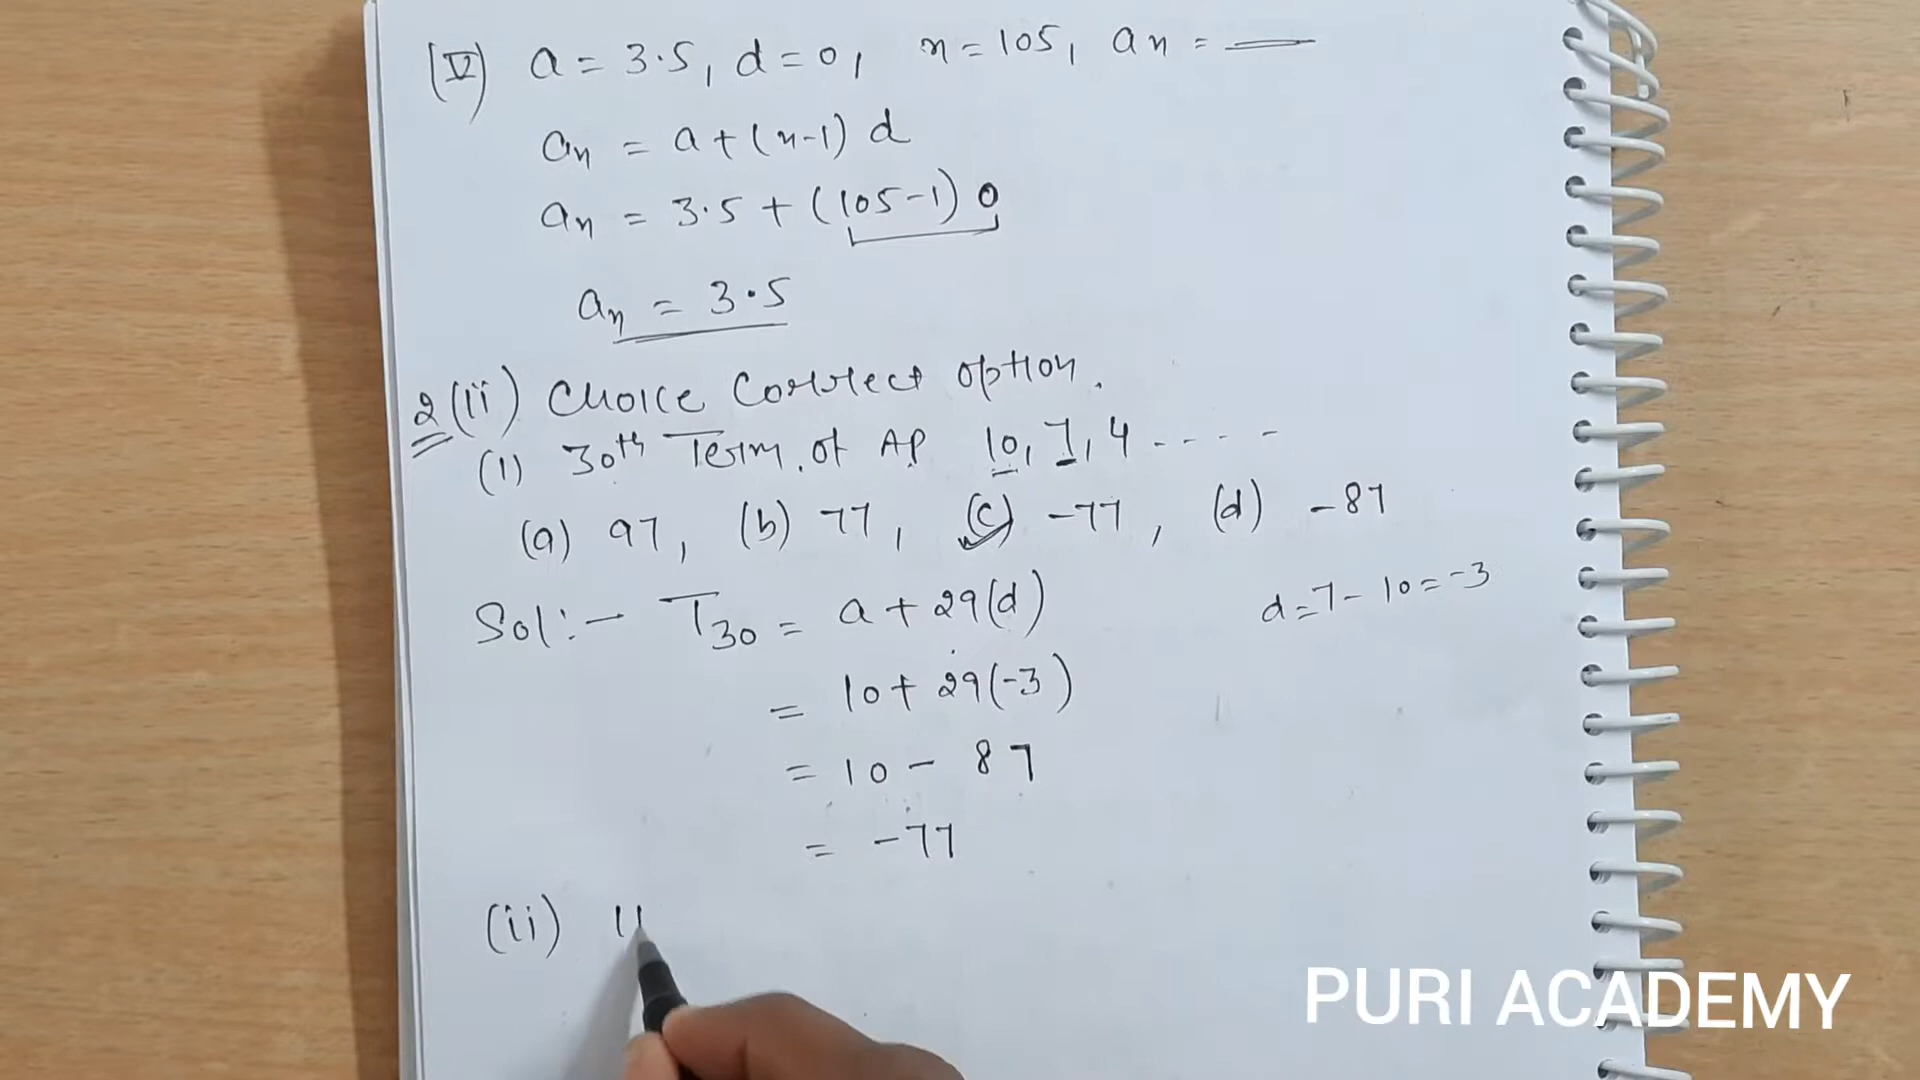 (V) a = 3.5, d = 0, n = 105, an = —
an = a + (n-1) d
an = 3.5 + (105-1) 0
an = 3.5
2 (ii) Choice Correct option.
(1) 30th Term. of AP 10, 7, 4 - - - -
(a) 97, (b) 77, (c) -77, (d) -87
Sol:- T30 = a + 29(d) d = 7 - 10 = -3
= 10 + 29(-3)
= 10 - 87
= -77
(ii) 11
PURI ACADEMY